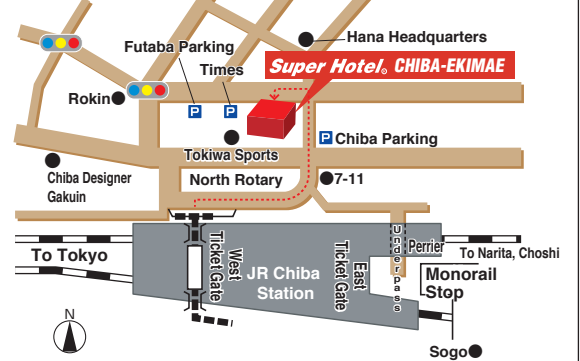 Hana Headquarters
Futaba Parking
Times
Super Hotel® CHIBA-EKIMAE
Rokin
P
P
P Chiba Parking
Tokiwa Sports
Chiba Designer
Gakuin
North Rotary
7-11
To Tokyo
West
Ticket Gate
JR Chiba
Station
East
Ticket Gate
Underpass
Perrier
To Narita, Choshi
Monorail
Stop
N
Sogo